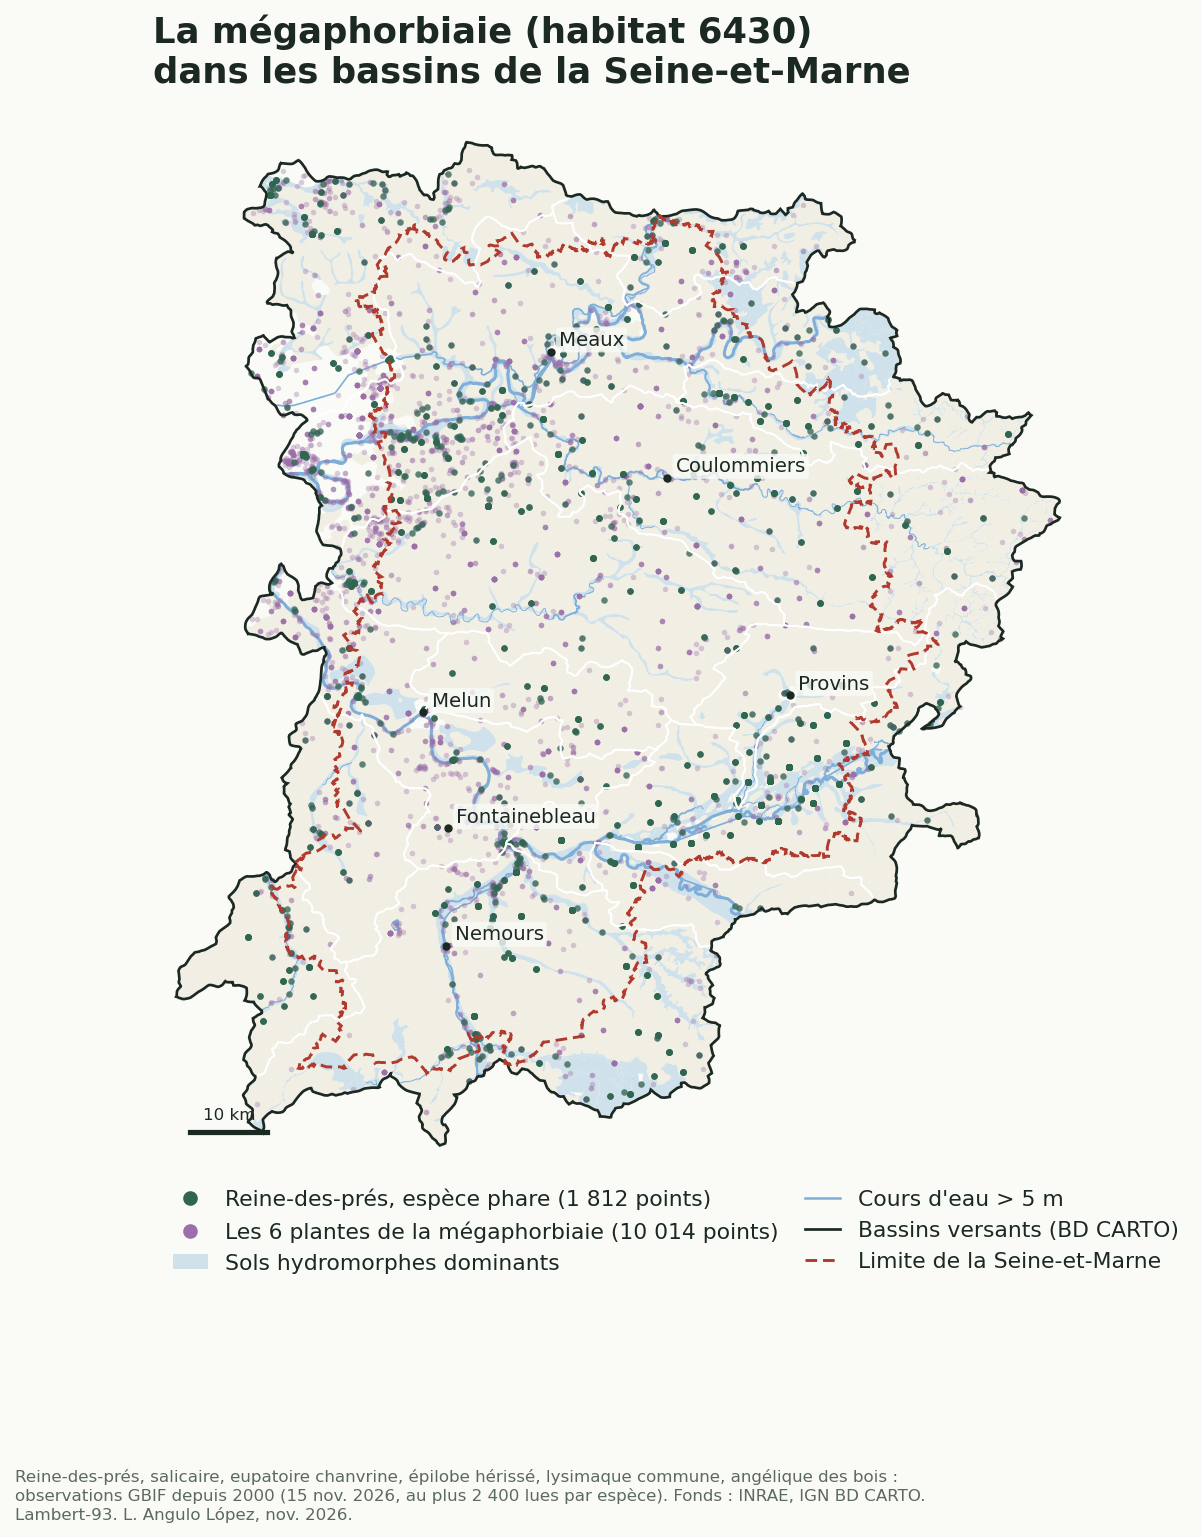 La mégaphorbiaie (habitat 6430)
dans les bassins de la Seine-et-Marne
Meaux
Coulommiers
Provins
Melun
Fontainebleau
Nemours
10 km
Reine-des-prés, espèce phare (1 812 points)
Les 6 plantes de la mégaphorbiaie (10 014 points)
Sols hydromorphes dominants
Cours d'eau > 5 m
Bassins versants (BD CARTO)
Limite de la Seine-et-Marne
Reine-des-prés, salicaire, eupatoire chanvrine, épilobe hérissé, lysimaque commune, angélique des bois :
observations GBIF depuis 2000 (15 nov. 2026, au plus 2 400 lues par espèce). Fonds : INRAE, IGN BD CARTO.
Lambert-93. L. Angulo López, nov. 2026.